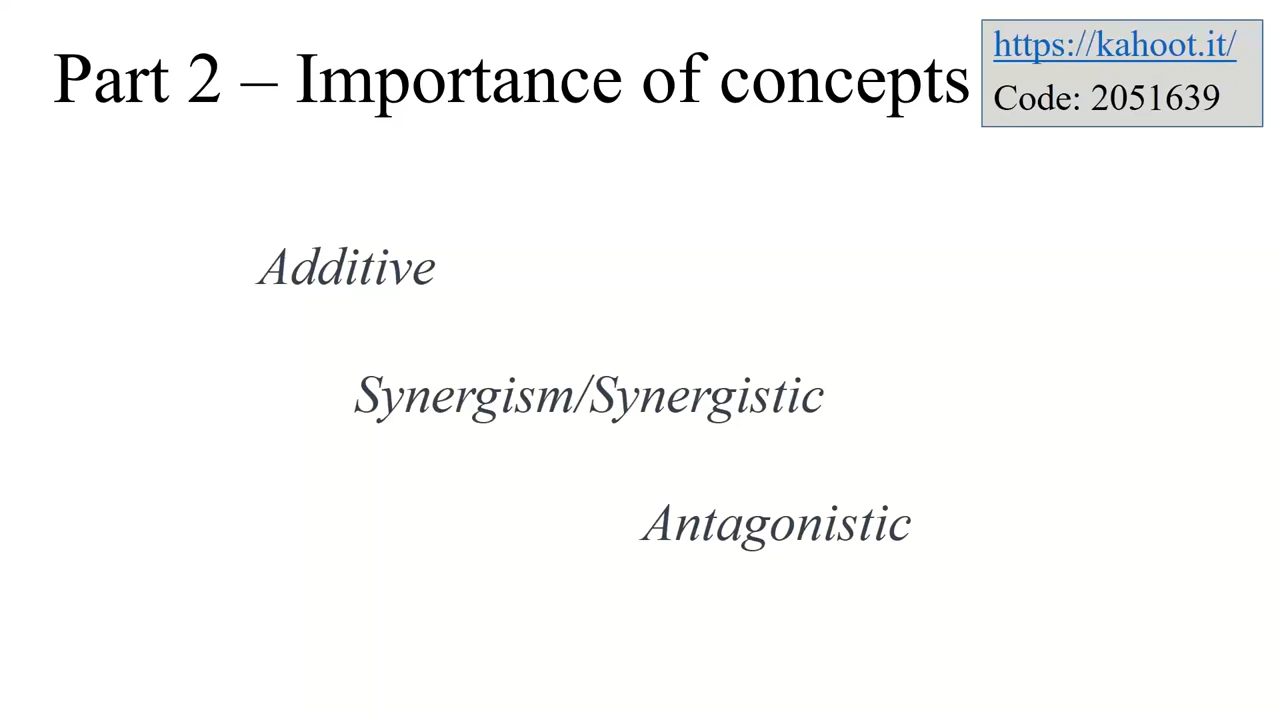 Part 2 – Importance of concepts
https://kahoot.it/
Code: 2051639
Additive
Synergism/Synergistic
Antagonistic